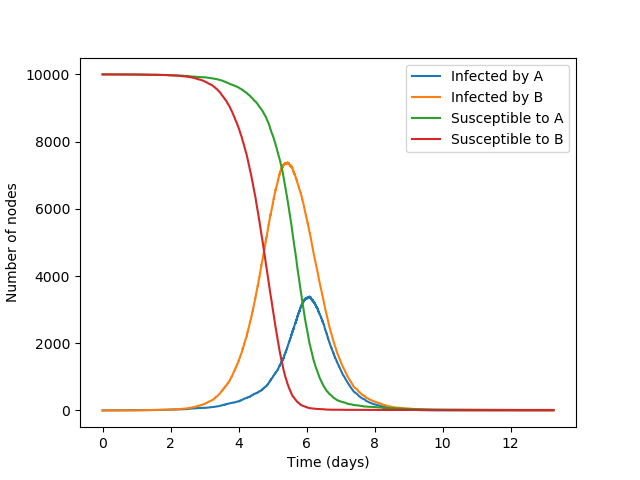 10000
8000
6000
4000
2000
0
Number of nodes
Infected by A
Infected by B
Susceptible to A
Susceptible to B
0 2 4 6 8 10 12
Time (days)